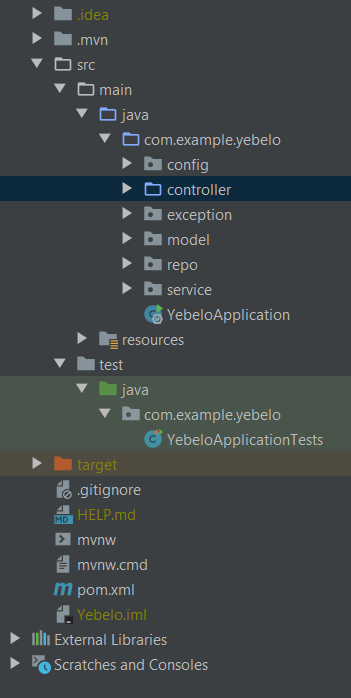 .idea
.mvn
src
main
java
com.example.yebelo
config
controller
exception
model
repo
service
YebeloApplication
resources
test
java
com.example.yebelo
YebeloApplicationTests
target
.gitignore
HELP.md
mvnw
mvnw.cmd
pom.xml
Yebelo.iml
External Libraries
Scratches and Consoles